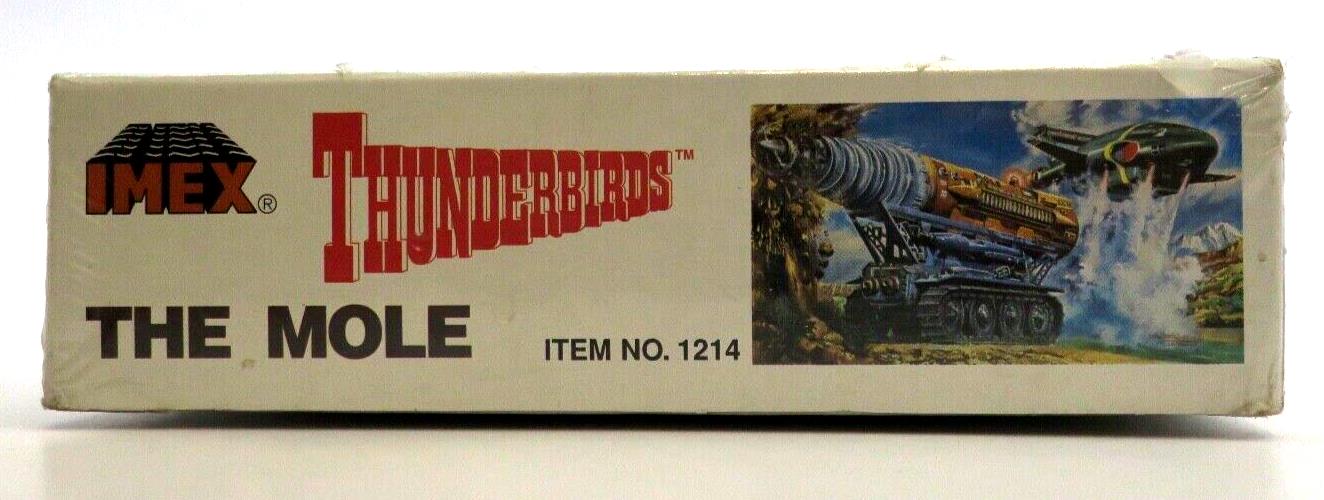 IMEX®
THUNDERBIRDS™
THE MOLE
ITEM NO. 1214